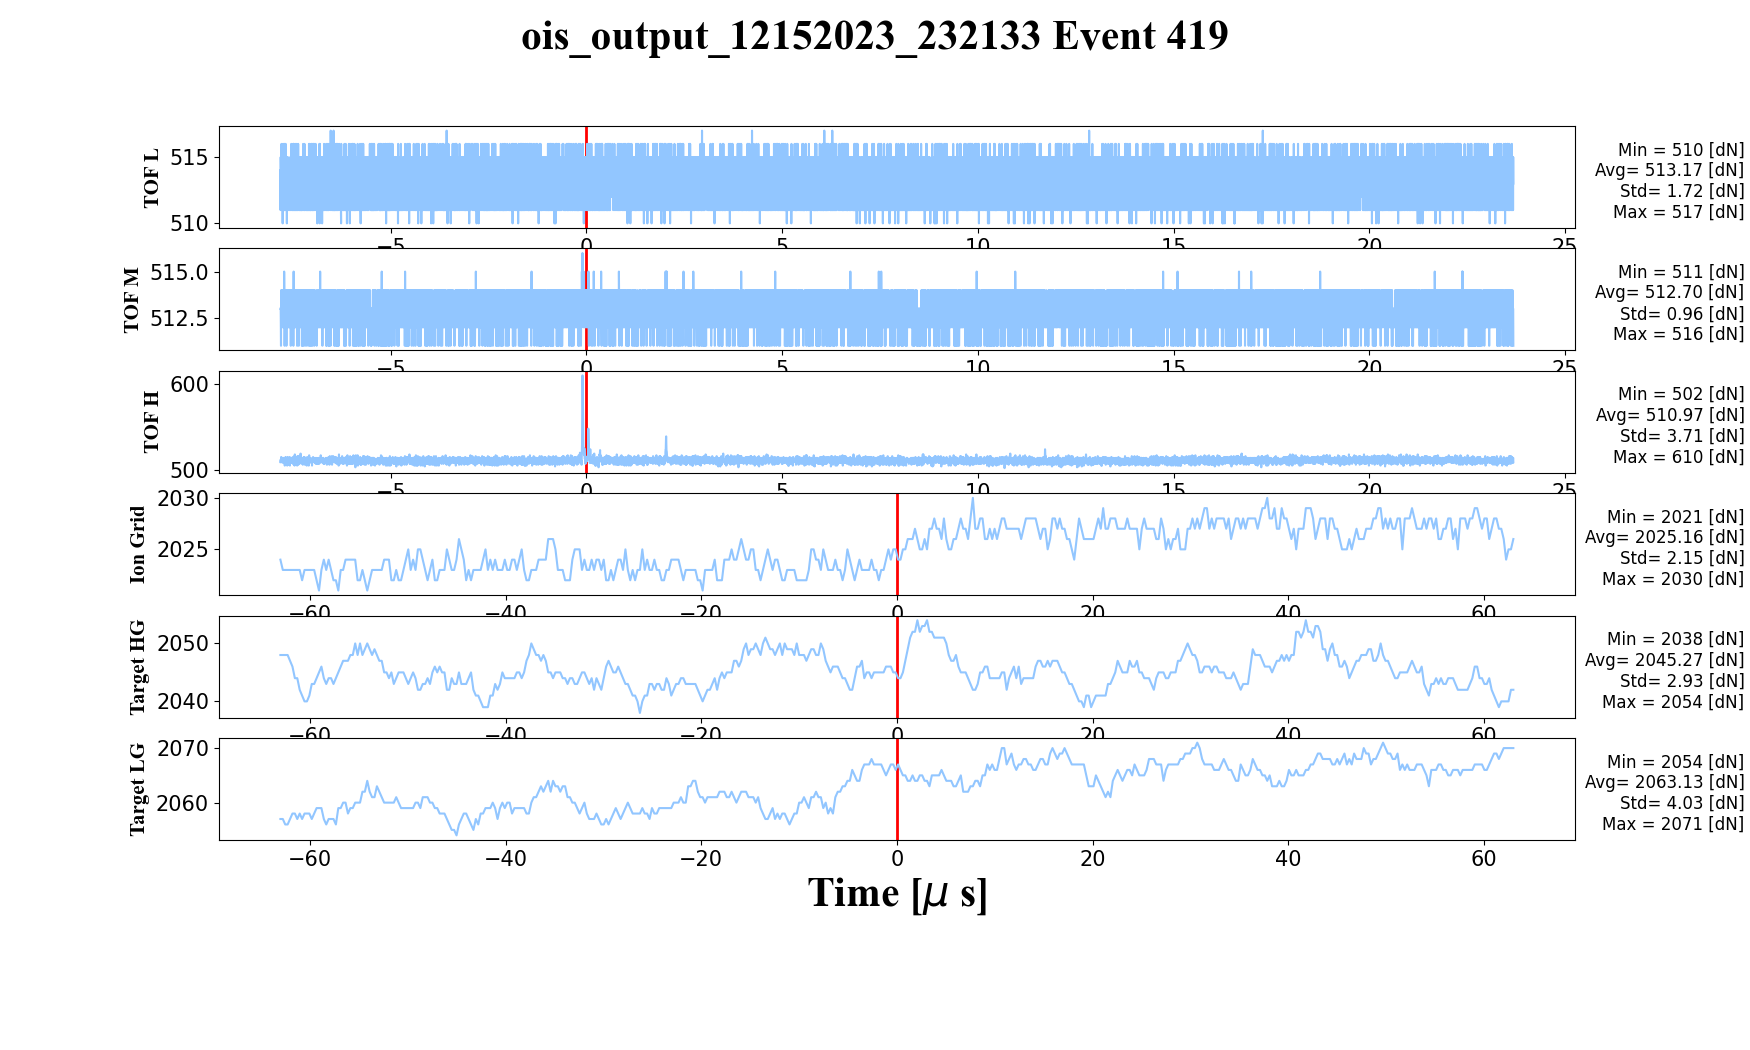 ois_output_12152023_232133 Event 419
TOF L
515
510
−5 0 5 10 15 20 25
Min = 510 [dN]
Avg= 513.17 [dN]
Std= 1.72 [dN]
Max = 517 [dN]
TOF M
515.0
512.5
−5 0 5 10 15 20 25
Min = 511 [dN]
Avg= 512.70 [dN]
Std= 0.96 [dN]
Max = 516 [dN]
TOF H
600
500
−5 0 5 10 15 20 25
Min = 502 [dN]
Avg= 510.97 [dN]
Std= 3.71 [dN]
Max = 610 [dN]
Ion Grid
2030
2025
−60 −40 −20 0 20 40 60
Min = 2021 [dN]
Avg= 2025.16 [dN]
Std= 2.15 [dN]
Max = 2030 [dN]
Target HG
2050
2040
−60 −40 −20 0 20 40 60
Min = 2038 [dN]
Avg= 2045.27 [dN]
Std= 2.93 [dN]
Max = 2054 [dN]
Target LG
2070
2060
−60 −40 −20 0 20 40 60
Min = 2054 [dN]
Avg= 2063.13 [dN]
Std= 4.03 [dN]
Max = 2071 [dN]
Time [μ s]